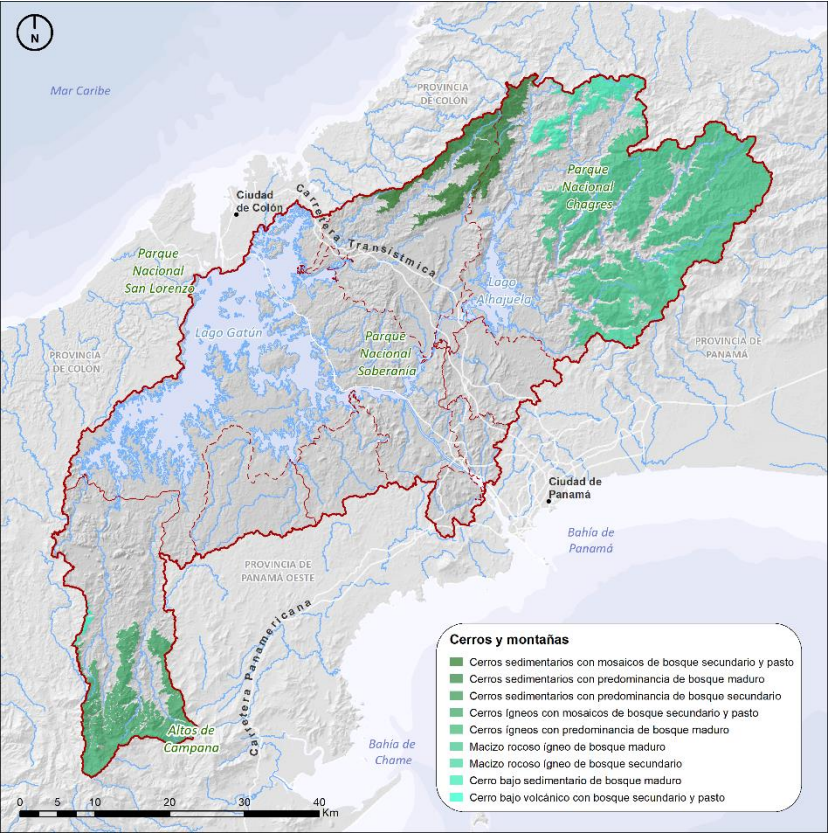 N
Mar Caribe
PROVINCIA
DE COLÓN
Parque
Nacional
Chagres
Ciudad
de Colón
Carretera Transístmica
Parque
Nacional
San Lorenzo
Lago
Alhajuela
Lago Gatún
Parque
Nacional
Soberanía
PROVINCIA
DE COLÓN
PROVINCIA DE
PANAMÁ
Ciudad de
Panamá
Bahía de
Panamá
PROVINCIA DE
PANAMÁ OESTE
Carretera Panamericana
Altos de
Campana
Bahía de
Chame
Cerros y montañas
Cerros sedimentarios con mosaicos de bosque secundario y pasto
Cerros sedimentarios con predominancia de bosque maduro
Cerros sedimentarios con predominancia de bosque secundario
Cerros ígneos con mosaicos de bosque secundario y pasto
Cerros ígneos con predominancia de bosque maduro
Macizo rocoso ígneo de bosque maduro
Macizo rocoso ígneo de bosque secundario
Cerro bajo sedimentario de bosque maduro
Cerro bajo volcánico con bosque secundario y pasto
0 5 10 20 30 40
Km